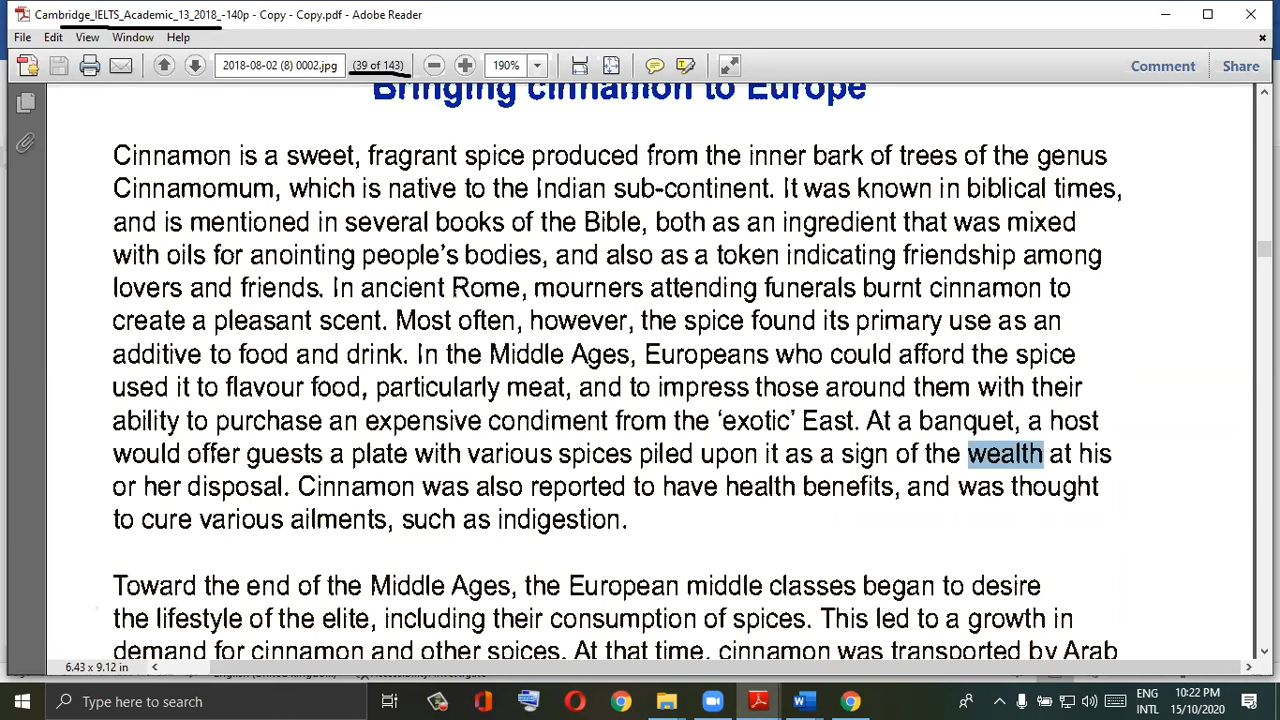 Cambridge_IELTS_Academic_13_2018_-140p - Copy - Copy.pdf - Adobe Reader
File Edit View Window Help
2018-08-02 (8) 0002.jpg (39 of 143) 190% Comment Share
Bringing cinnamon to Europe
Cinnamon is a sweet, fragrant spice produced from the inner bark of trees of the genus
Cinnamomum, which is native to the Indian sub-continent. It was known in biblical times,
and is mentioned in several books of the Bible, both as an ingredient that was mixed
with oils for anointing people's bodies, and also as a token indicating friendship among
lovers and friends. In ancient Rome, mourners attending funerals burnt cinnamon to
create a pleasant scent. Most often, however, the spice found its primary use as an
additive to food and drink. In the Middle Ages, Europeans who could afford the spice
used it to flavour food, particularly meat, and to impress those around them with their
ability to purchase an expensive condiment from the ‘exotic’ East. At a banquet, a host
would offer guests a plate with various spices piled upon it as a sign of the wealth at his
or her disposal. Cinnamon was also reported to have health benefits, and was thought
to cure various ailments, such as indigestion.
Toward the end of the Middle Ages, the European middle classes began to desire
the lifestyle of the elite, including their consumption of spices. This led to a growth in
demand for cinnamon and other spices. At that time, cinnamon was transported by Arab
6.43 x 9.12 in
Type here to search
ENG 10:22 PM
INTL 15/10/2020